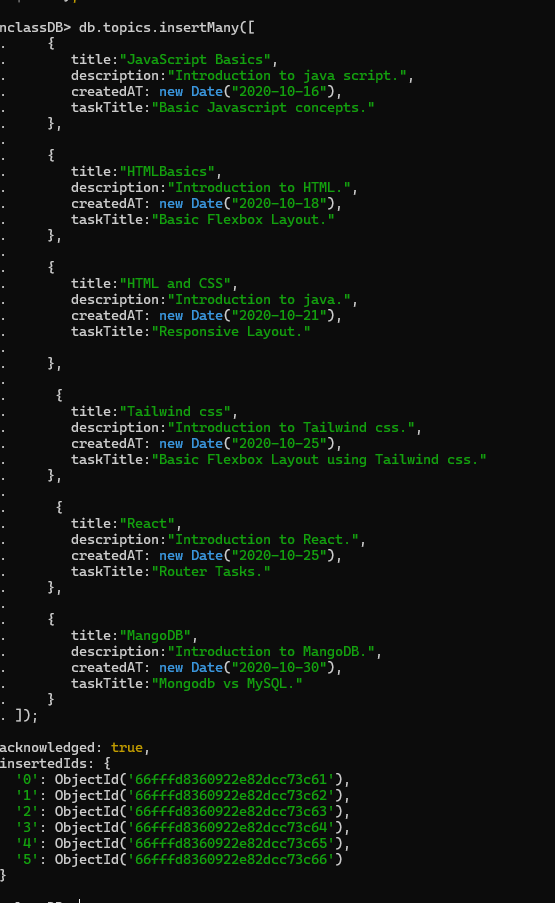 nclassDB> db.topics.insertMany([
.     {
.        title:"JavaScript Basics",
.        description:"Introduction to java script.",
.        createdAT: new Date("2020-10-16"),
.        taskTitle:"Basic Javascript concepts."
.     },
.
.     {
.        title:"HTMLBasics",
.        description:"Introduction to HTML.",
.        createdAT: new Date("2020-10-18"),
.        taskTitle:"Basic Flexbox Layout."
.     },
.
.     {
.        title:"HTML and CSS",
.        description:"Introduction to java.",
.        createdAT: new Date("2020-10-21"),
.        taskTitle:"Responsive Layout."
.
.     },
.
.      {
.        title:"Tailwind css",
.        description:"Introduction to Tailwind css.",
.        createdAT: new Date("2020-10-25"),
.        taskTitle:"Basic Flexbox Layout using Tailwind css."
.     },
.
.      {
.        title:"React",
.        description:"Introduction to React.",
.        createdAT: new Date("2020-10-25"),
.        taskTitle:"Router Tasks."
.     },
.
.     {
.        title:"MangoDB",
.        description:"Introduction to MangoDB.",
.        createdAT: new Date("2020-10-30"),
.        taskTitle:"Mongodb vs MySQL."
.     }
. ]);
acknowledged: true,
insertedIds: {
  '0': ObjectId('66fffd8360922e82dcc73c61'),
  '1': ObjectId('66fffd8360922e82dcc73c62'),
  '2': ObjectId('66fffd8360922e82dcc73c63'),
  '3': ObjectId('66fffd8360922e82dcc73c64'),
  '4': ObjectId('66fffd8360922e82dcc73c65'),
  '5': ObjectId('66fffd8360922e82dcc73c66')
}